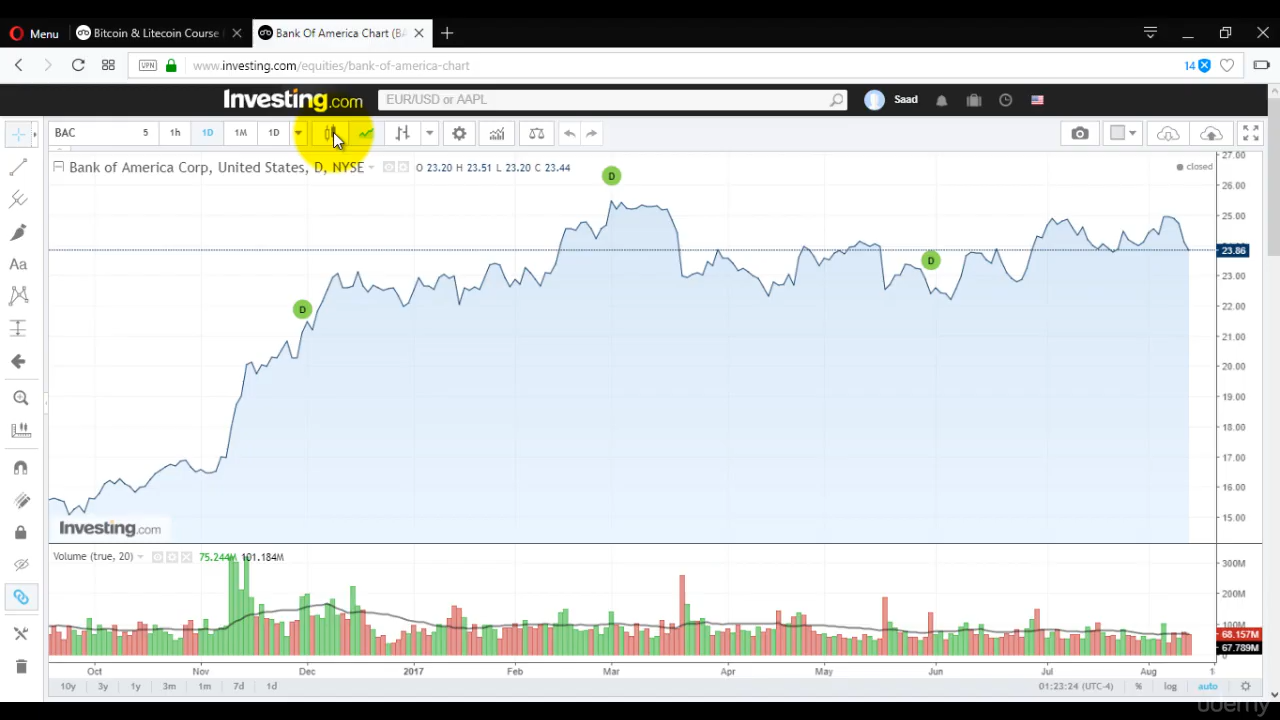 Menu
Bitcoin & Litecoin Course
Bank Of America Chart (BA
VPN
www.investing.com/equities/bank-of-america-chart
14
Investing.com
EUR/USD or AAPL
Saad
BAC
5
1h
1D
1M
1D
Bank of America Corp, United States, D, NYSE
O 23.20 H 23.51 L 23.20 C 23.44
closed
27.00
26.00
25.00
23.86
23.00
22.00
21.00
20.00
19.00
18.00
17.00
16.00
15.00
D
D
D
Aa
Investing.com
Volume (true, 20)
75.244M
101.184M
300M
200M
100M
68.157M
67.789M
0
Oct
Nov
Dec
2017
Feb
Mar
Apr
May
Jun
Jul
Aug
10y
3y
1y
3m
1m
7d
1d
01:23:24 (UTC-4)
%
log
auto
udemy